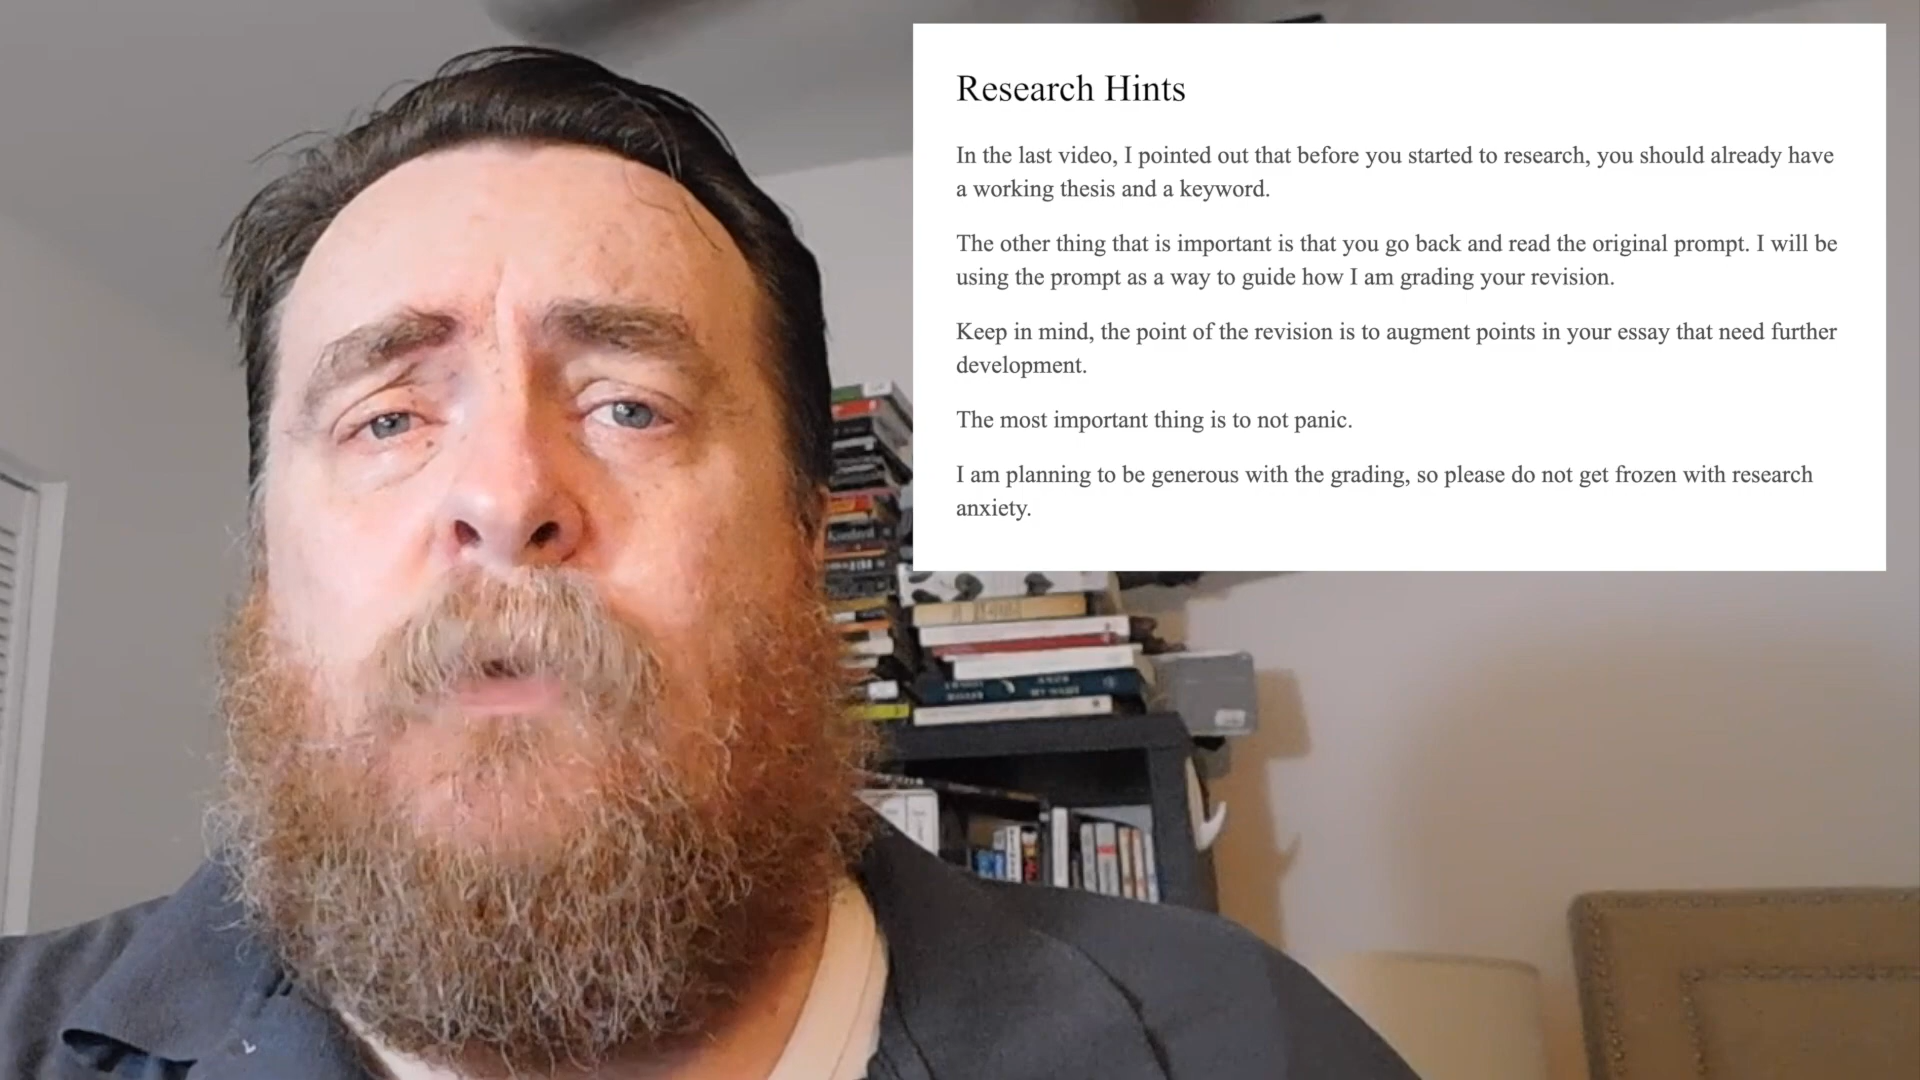 Research Hints
In the last video, I pointed out that before you started to research, you should already have
a working thesis and a keyword.
The other thing that is important is that you go back and read the original prompt. I will be
using the prompt as a way to guide how I am grading your revision.
Keep in mind, the point of the revision is to augment points in your essay that need further
development.
The most important thing is to not panic.
I am planning to be generous with the grading, so please do not get frozen with research
anxiety.